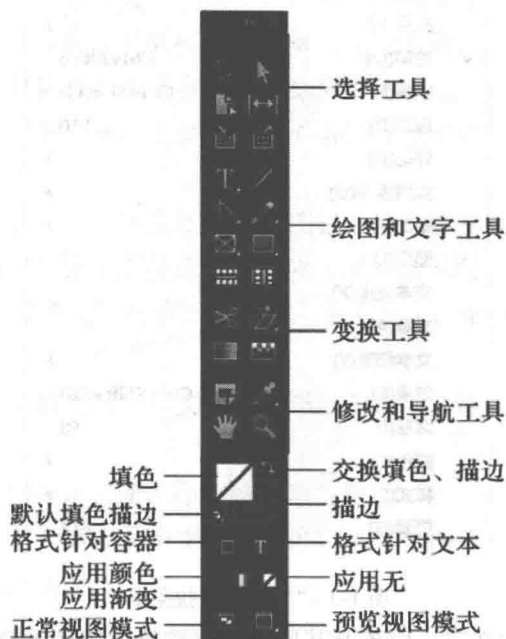 选择工具
绘图和文字工具
变换工具
修改和导航工具
填色
交换填色、描边
默认填色描边
描边
格式针对容器
格式针对文本
应用颜色
应用无
应用渐变
正常视图模式
预览视图模式